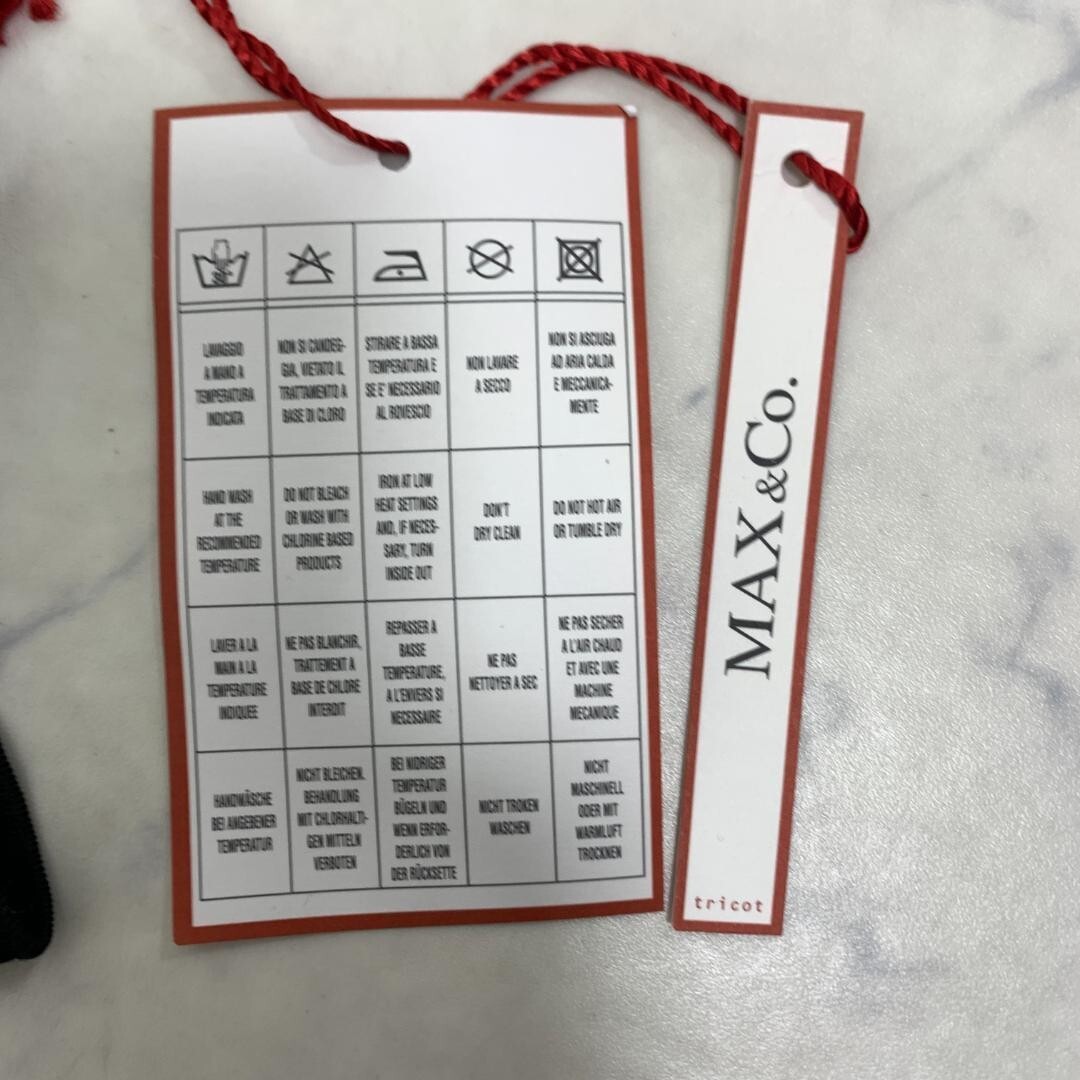 30°
LAVAGGIO
A MANO A
TEMPERATURA
INDICATA
NON SI CANDEG-
GIA, VIETATO IL
TRATTAMENTO A
BASE DI CLORO
STIRARE A BASSA
TEMPERATURA E
SE E' NECESSARIO
AL ROVESCIO
NON LAVARE
A SECCO
NON SI ASCIUGA
AD ARIA CALDA
E MECCANICA-
MENTE
HAND WASH
AT THE
RECOMMENDED
TEMPERATURE
DO NOT BLEACH
OR WASH WITH
CHLORINE BASED
PRODUCTS
IRON AT LOW
HEAT SETTINGS
AND, IF NECES-
SARY, TURN
INSIDE OUT
DON'T
DRY CLEAN
DO NOT HOT AIR
OR TUMBLE DRY
LAVER A LA
MAIN A LA
TEMPERATURE
INDIQUEE
NE PAS BLANCHIR,
TRATTEMENT A
BASE DE CHLORE
INTERDIT
REPASSER A
BASSE
TEMPERATURE,
A L'ENVERS SI
NECESSAIRE
NE PAS
NETTOYER A SEC
NE PAS SECHER
A L'AIR CHAUD
ET AVEC UNE
MACHINE
MECANIQUE
HANDWÄSCHE
BEI ANGEBENER
TEMPERATUR
NICHT BLEICHEN.
BEHANDLUNG
MIT CHLORHALTI-
GEN MITTELN
VERBOTEN
BEI NIDRIGER
TEMPERATUR
BÜGELN UND
WENN ERFOR-
DERLICH VON
DER RÜCKSETTE
NICHT TROKEN
WASCHEN
NICHT
MASCHINELL
ODER MIT
WARMLUFT
TROCKNEN
MAX&Co.
tricot